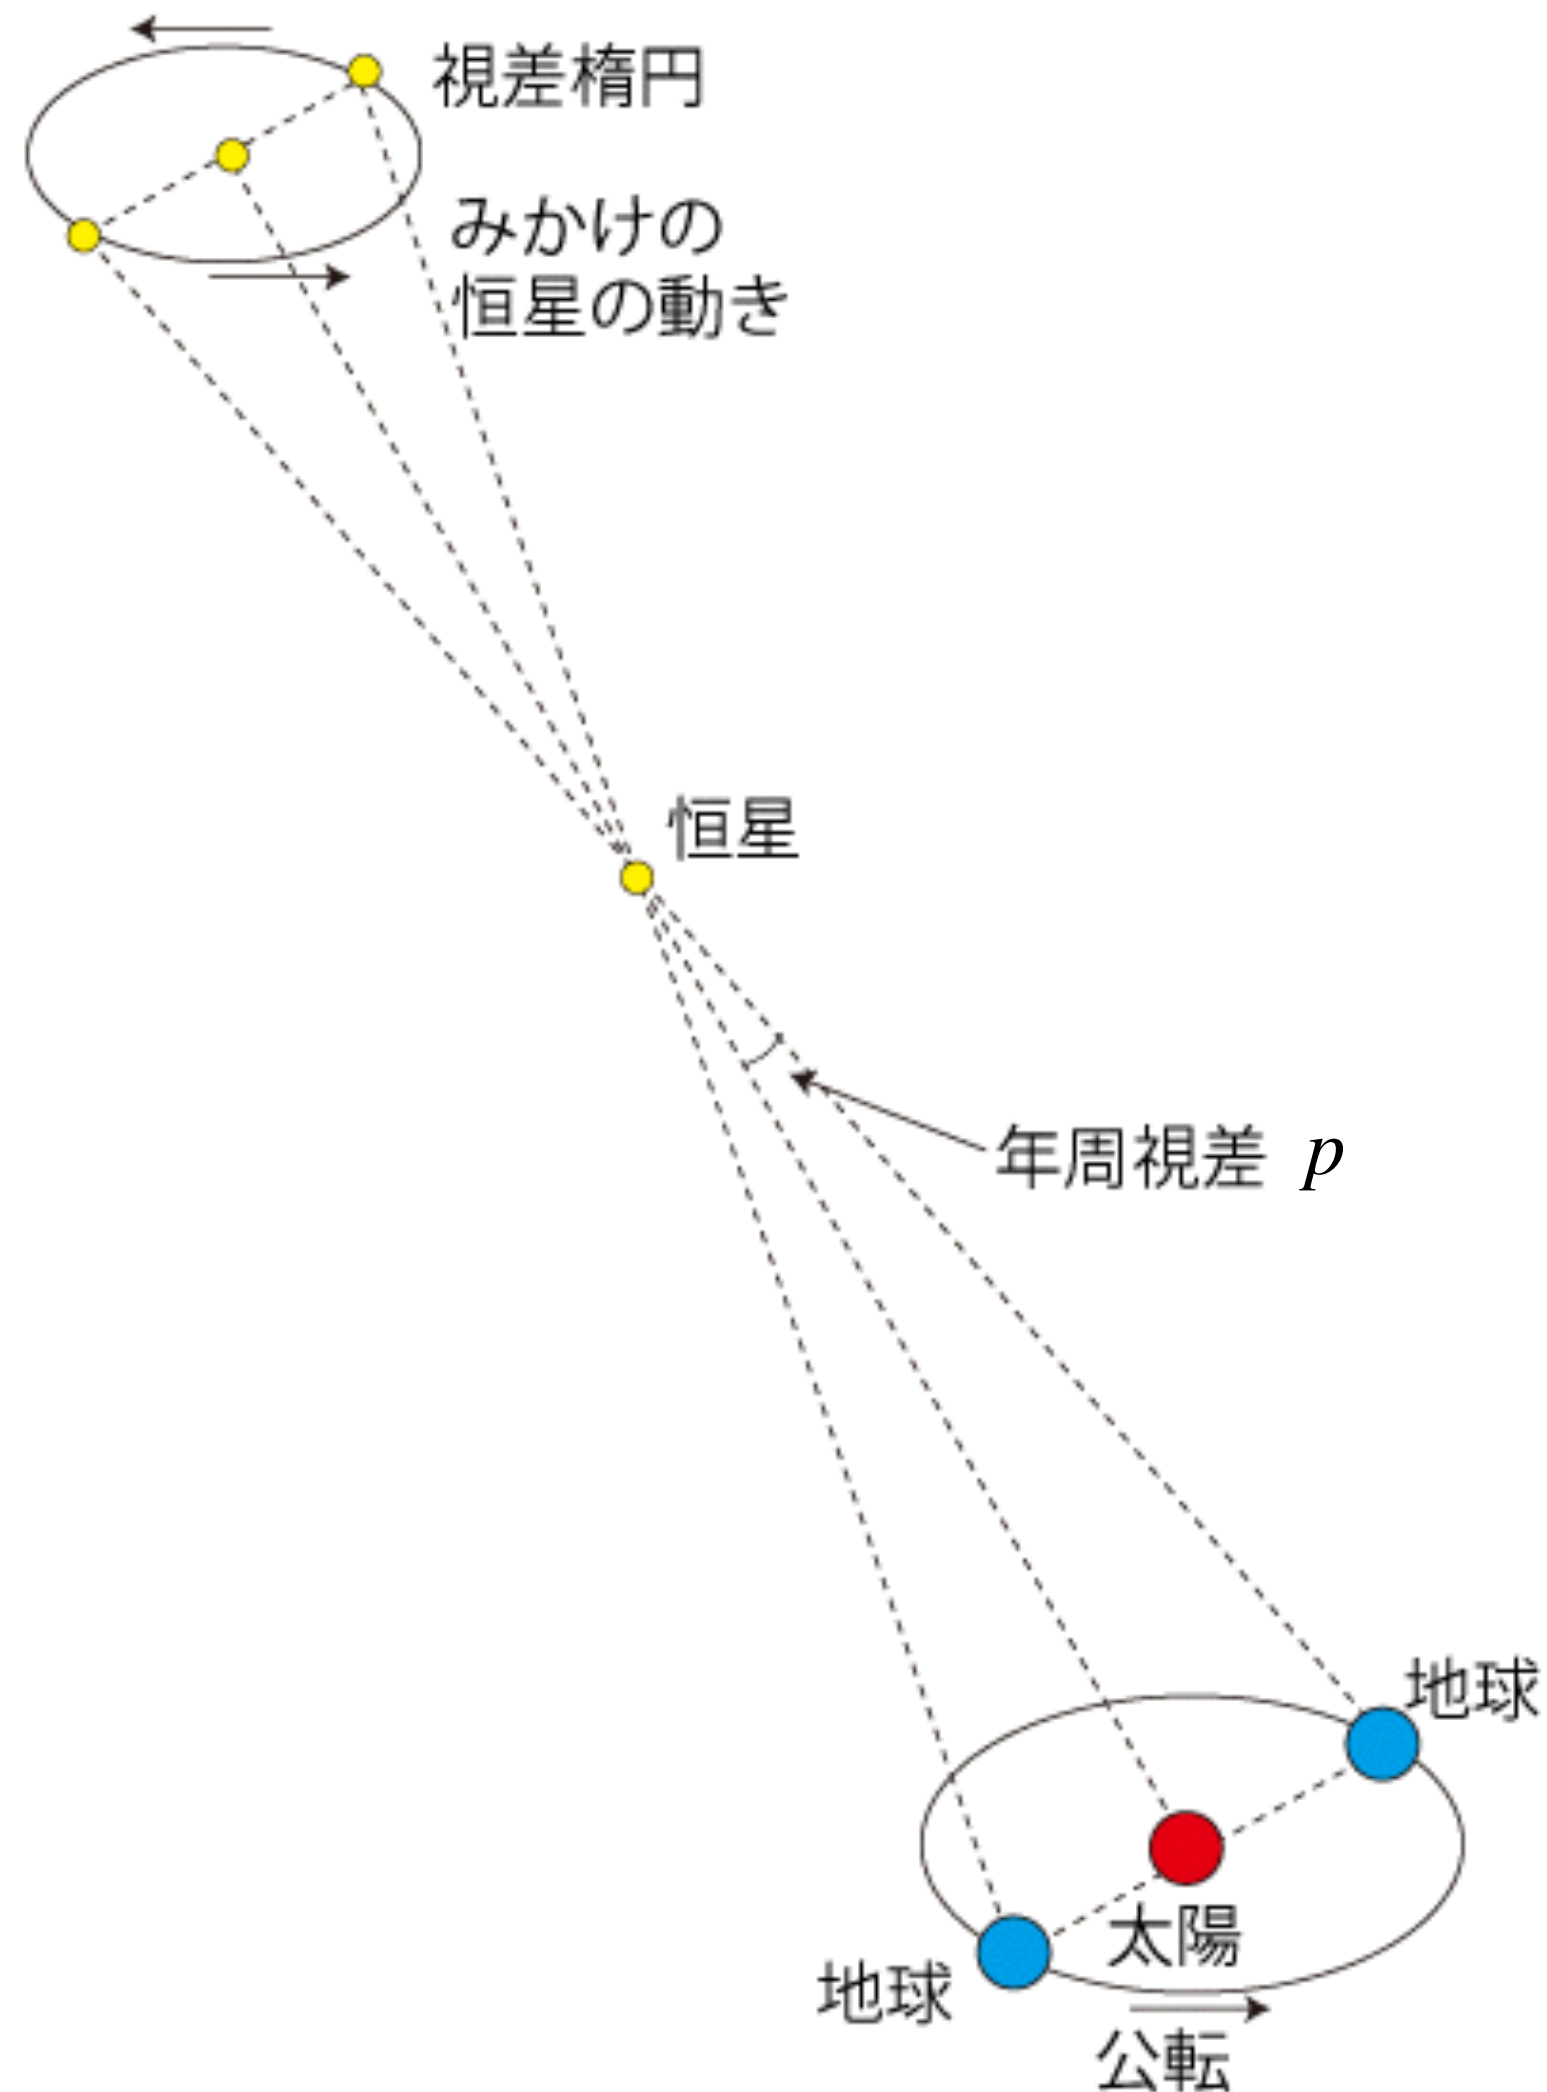 視差楕円
みかけの
恒星の動き
恒星
年周視差 p
地球
太陽
地球
公転